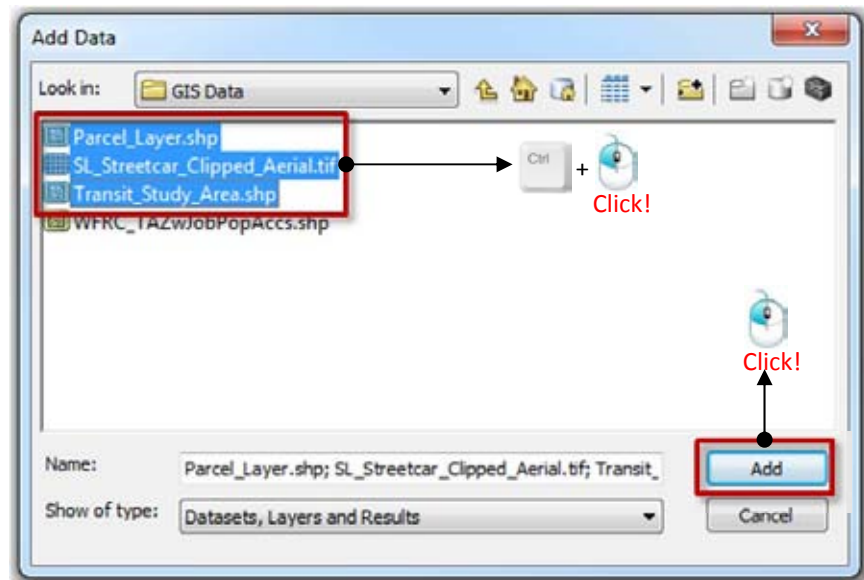 Add Data
Look in: GIS Data
Parcel_Layer.shp
SL_Streetcar_Clipped_Aerial.tif
Transit_Study_Area.shp
WFRC_TAZwJobPopAccs.shp
Ctrl +
Click!
Click!
Name: Parcel_Layer.shp; SL_Streetcar_Clipped_Aerial.tif; Transit_
Add
Show of type: Datasets, Layers and Results
Cancel